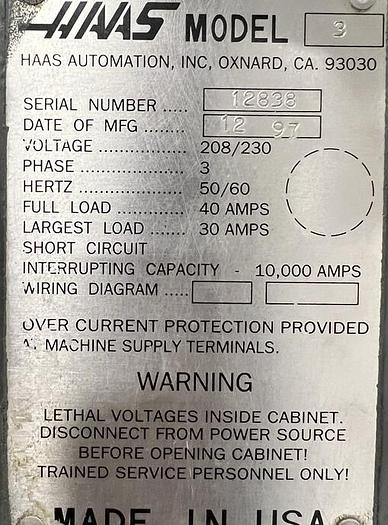 HAAS MODEL 3
HAAS AUTOMATION, INC, OXNARD, CA. 93030
SERIAL NUMBER ..... 12838
DATE OF MFG ........ 12 97
VOLTAGE ................ 208/230
PHASE .................... 3
HERTZ .................... 50/60
FULL LOAD ............ 40 AMPS
LARGEST LOAD ..... 30 AMPS
SHORT CIRCUIT
INTERRUPTING CAPACITY - 10,000 AMPS
WIRING DIAGRAM .....
OVER CURRENT PROTECTION PROVIDED
AT MACHINE SUPPLY TERMINALS.
WARNING
LETHAL VOLTAGES INSIDE CABINET.
DISCONNECT FROM POWER SOURCE
BEFORE OPENING CABINET!
TRAINED SERVICE PERSONNEL ONLY!
MADE IN USA